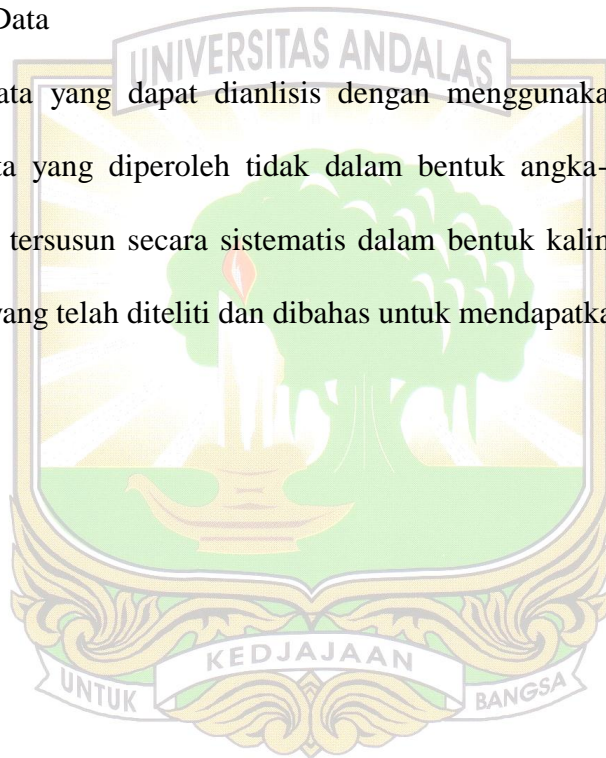 Data
UNIVERSITAS ANDALAS
ata yang dapat dianlisis dengan menggunaka
ta yang diperoleh tidak dalam bentuk angka-
tersusun secara sistematis dalam bentuk kalim
yang telah diteliti dan dibahas untuk mendapatka
KEDJAJAAN
UNTUK
BANGSA